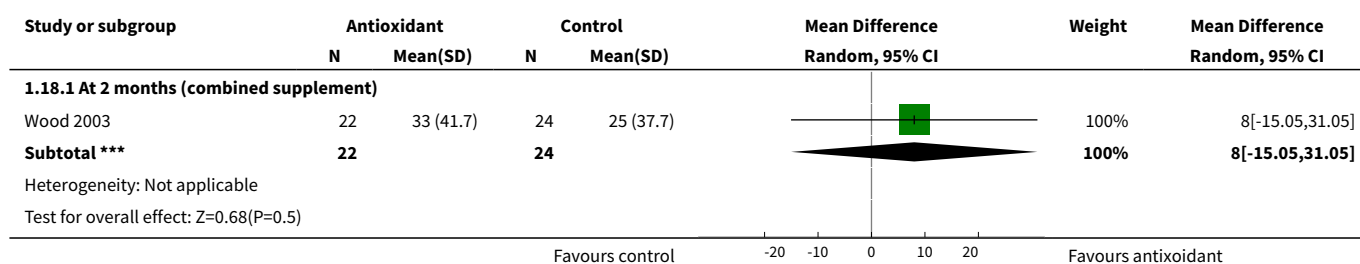 Study or subgroup Antioxidant Control Mean Difference Weight Mean Difference
N Mean(SD) N Mean(SD) Random, 95% CI Random, 95% CI
1.18.1 At 2 months (combined supplement)
Wood 2003 22 33 (41.7) 24 25 (37.7) 100% 8[-15.05,31.05]
Subtotal *** 22 24 100% 8[-15.05,31.05]
Heterogeneity: Not applicable
Test for overall effect: Z=0.68(P=0.5)
Favours control -20 -10 0 10 20 Favours antixoidant